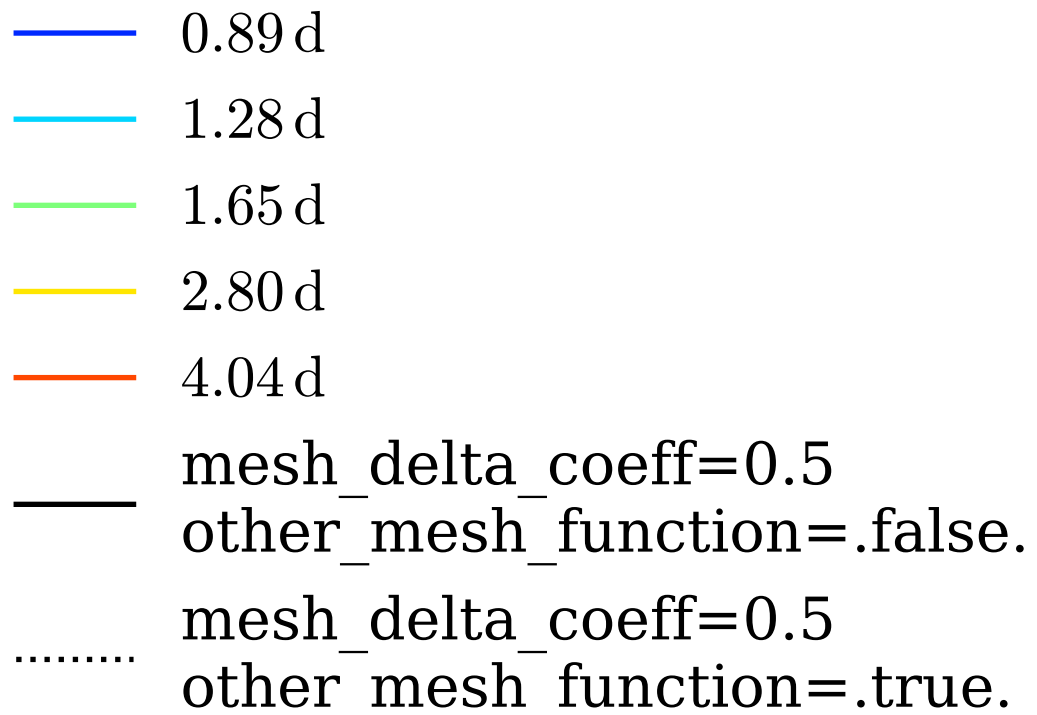 0.89 d
1.28 d
1.65 d
2.80 d
4.04 d
mesh_delta_coeff=0.5
other_mesh_function=.false.
mesh_delta_coeff=0.5
other_mesh_function=.true.